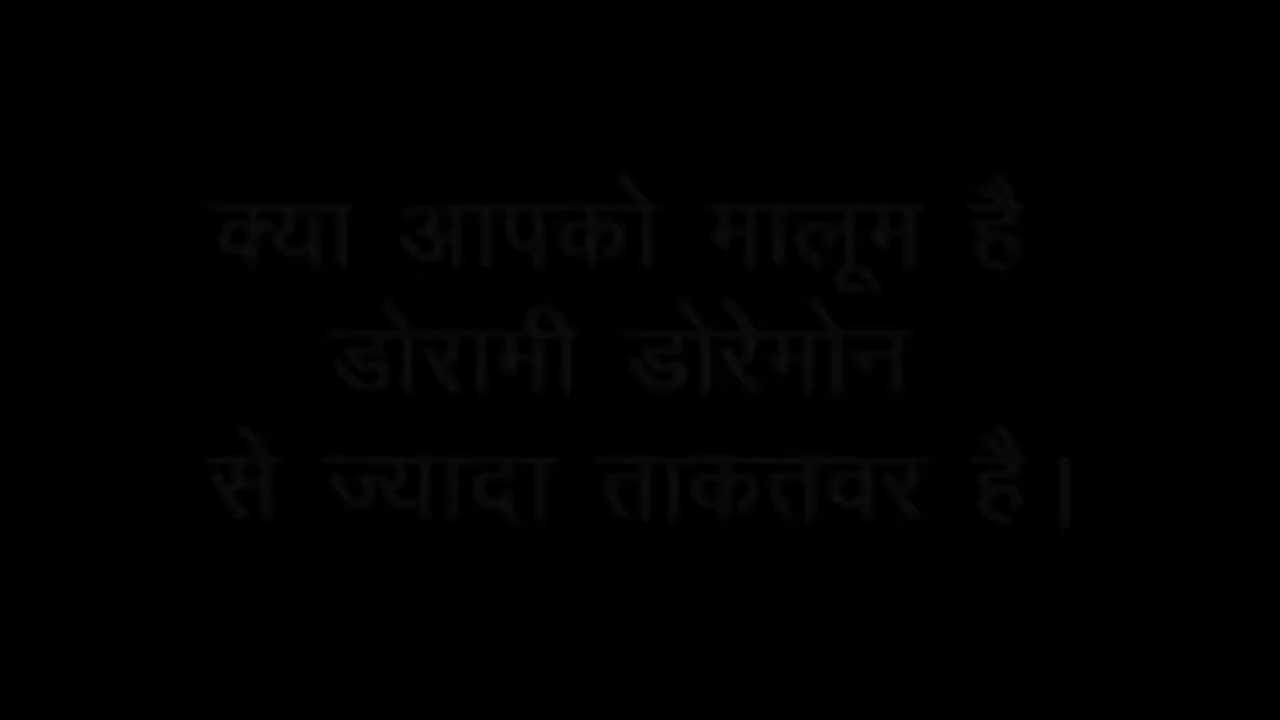 क्या आपको मालूम है
डोरामी डोरेमोन
से ज्यादा ताकतवर है।